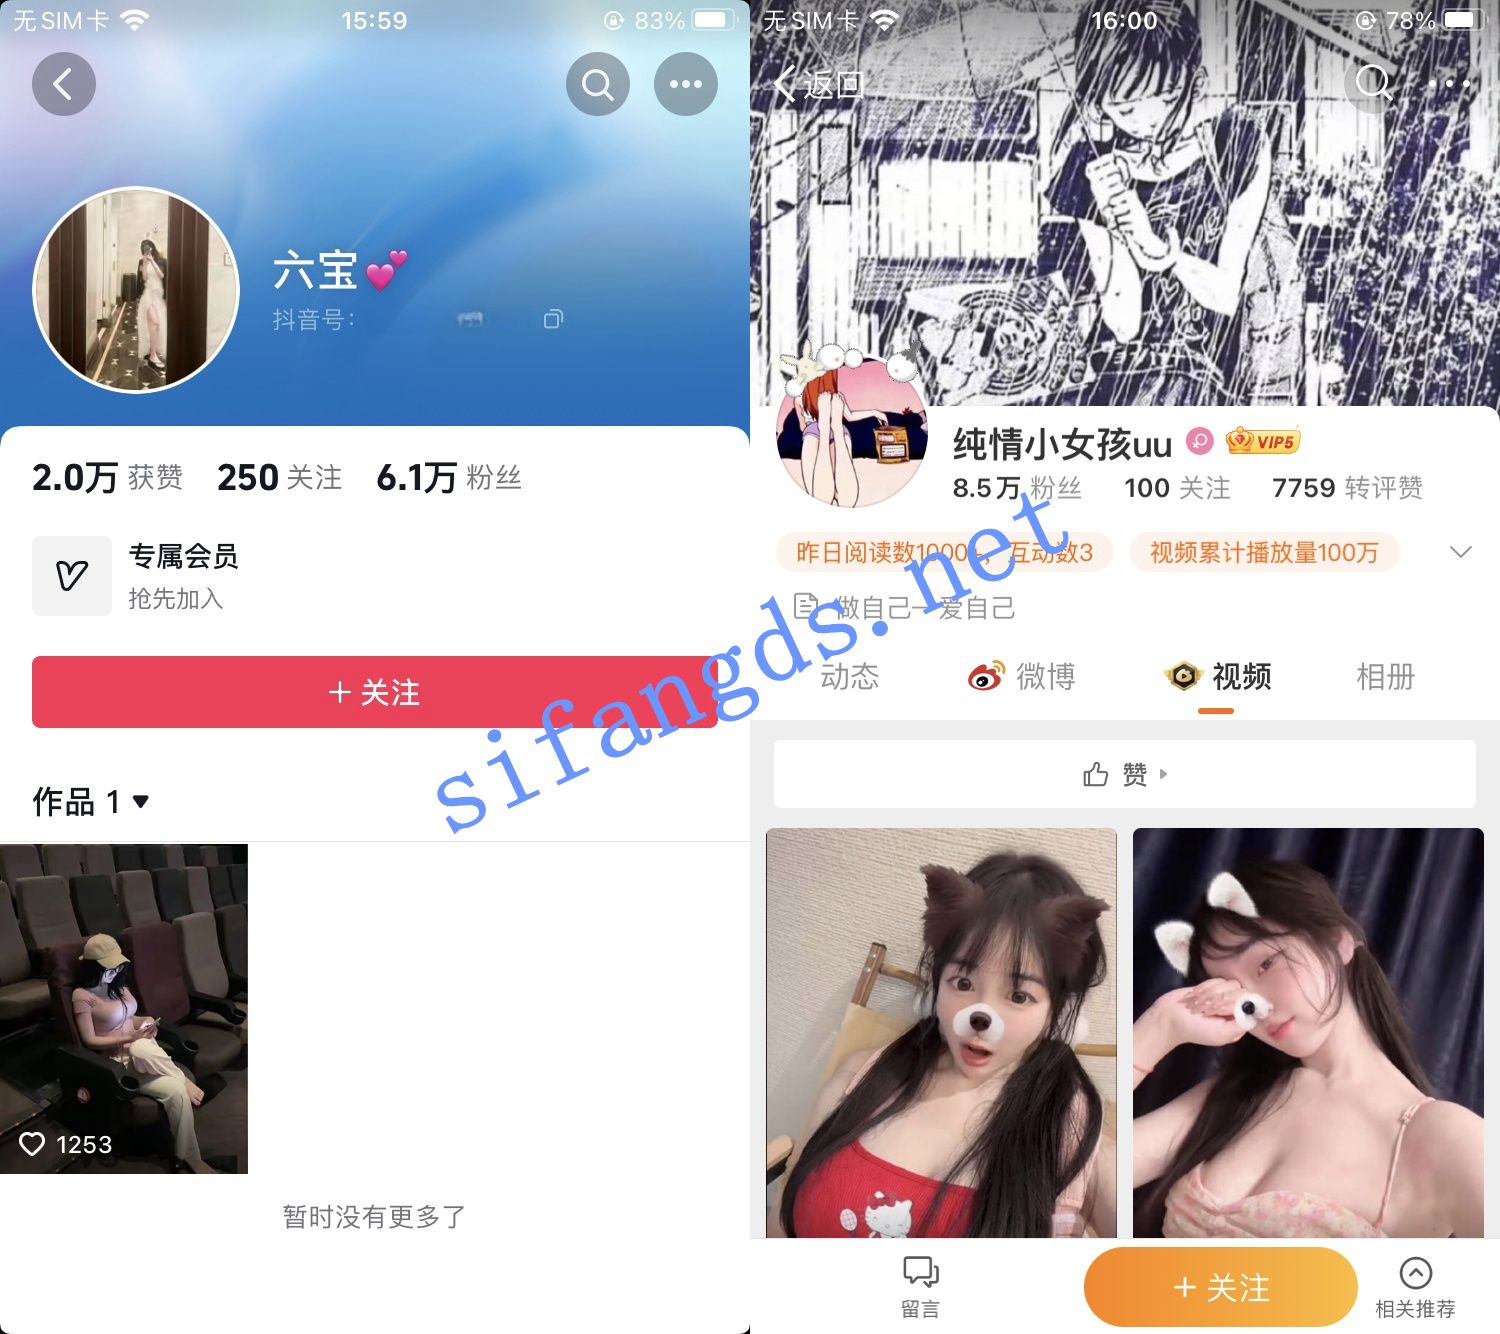 无SIM卡
15:59
83%
六宝💕
抖音号：
2.0万 获赞 250 关注 6.1万 粉丝
专属会员
抢先加入
+ 关注
作品 1
1253
暂时没有更多了
无SIM卡
16:00
78%
返回
纯情小女孩uu
VIP5
8.5万 粉丝 100 关注 7759 转评赞
昨日阅读数1000+，互动数3
视频累计播放量100万
做自己—爱自己
动态 微博 视频 相册
赞
留言
+ 关注
相关推荐
sifangds.net